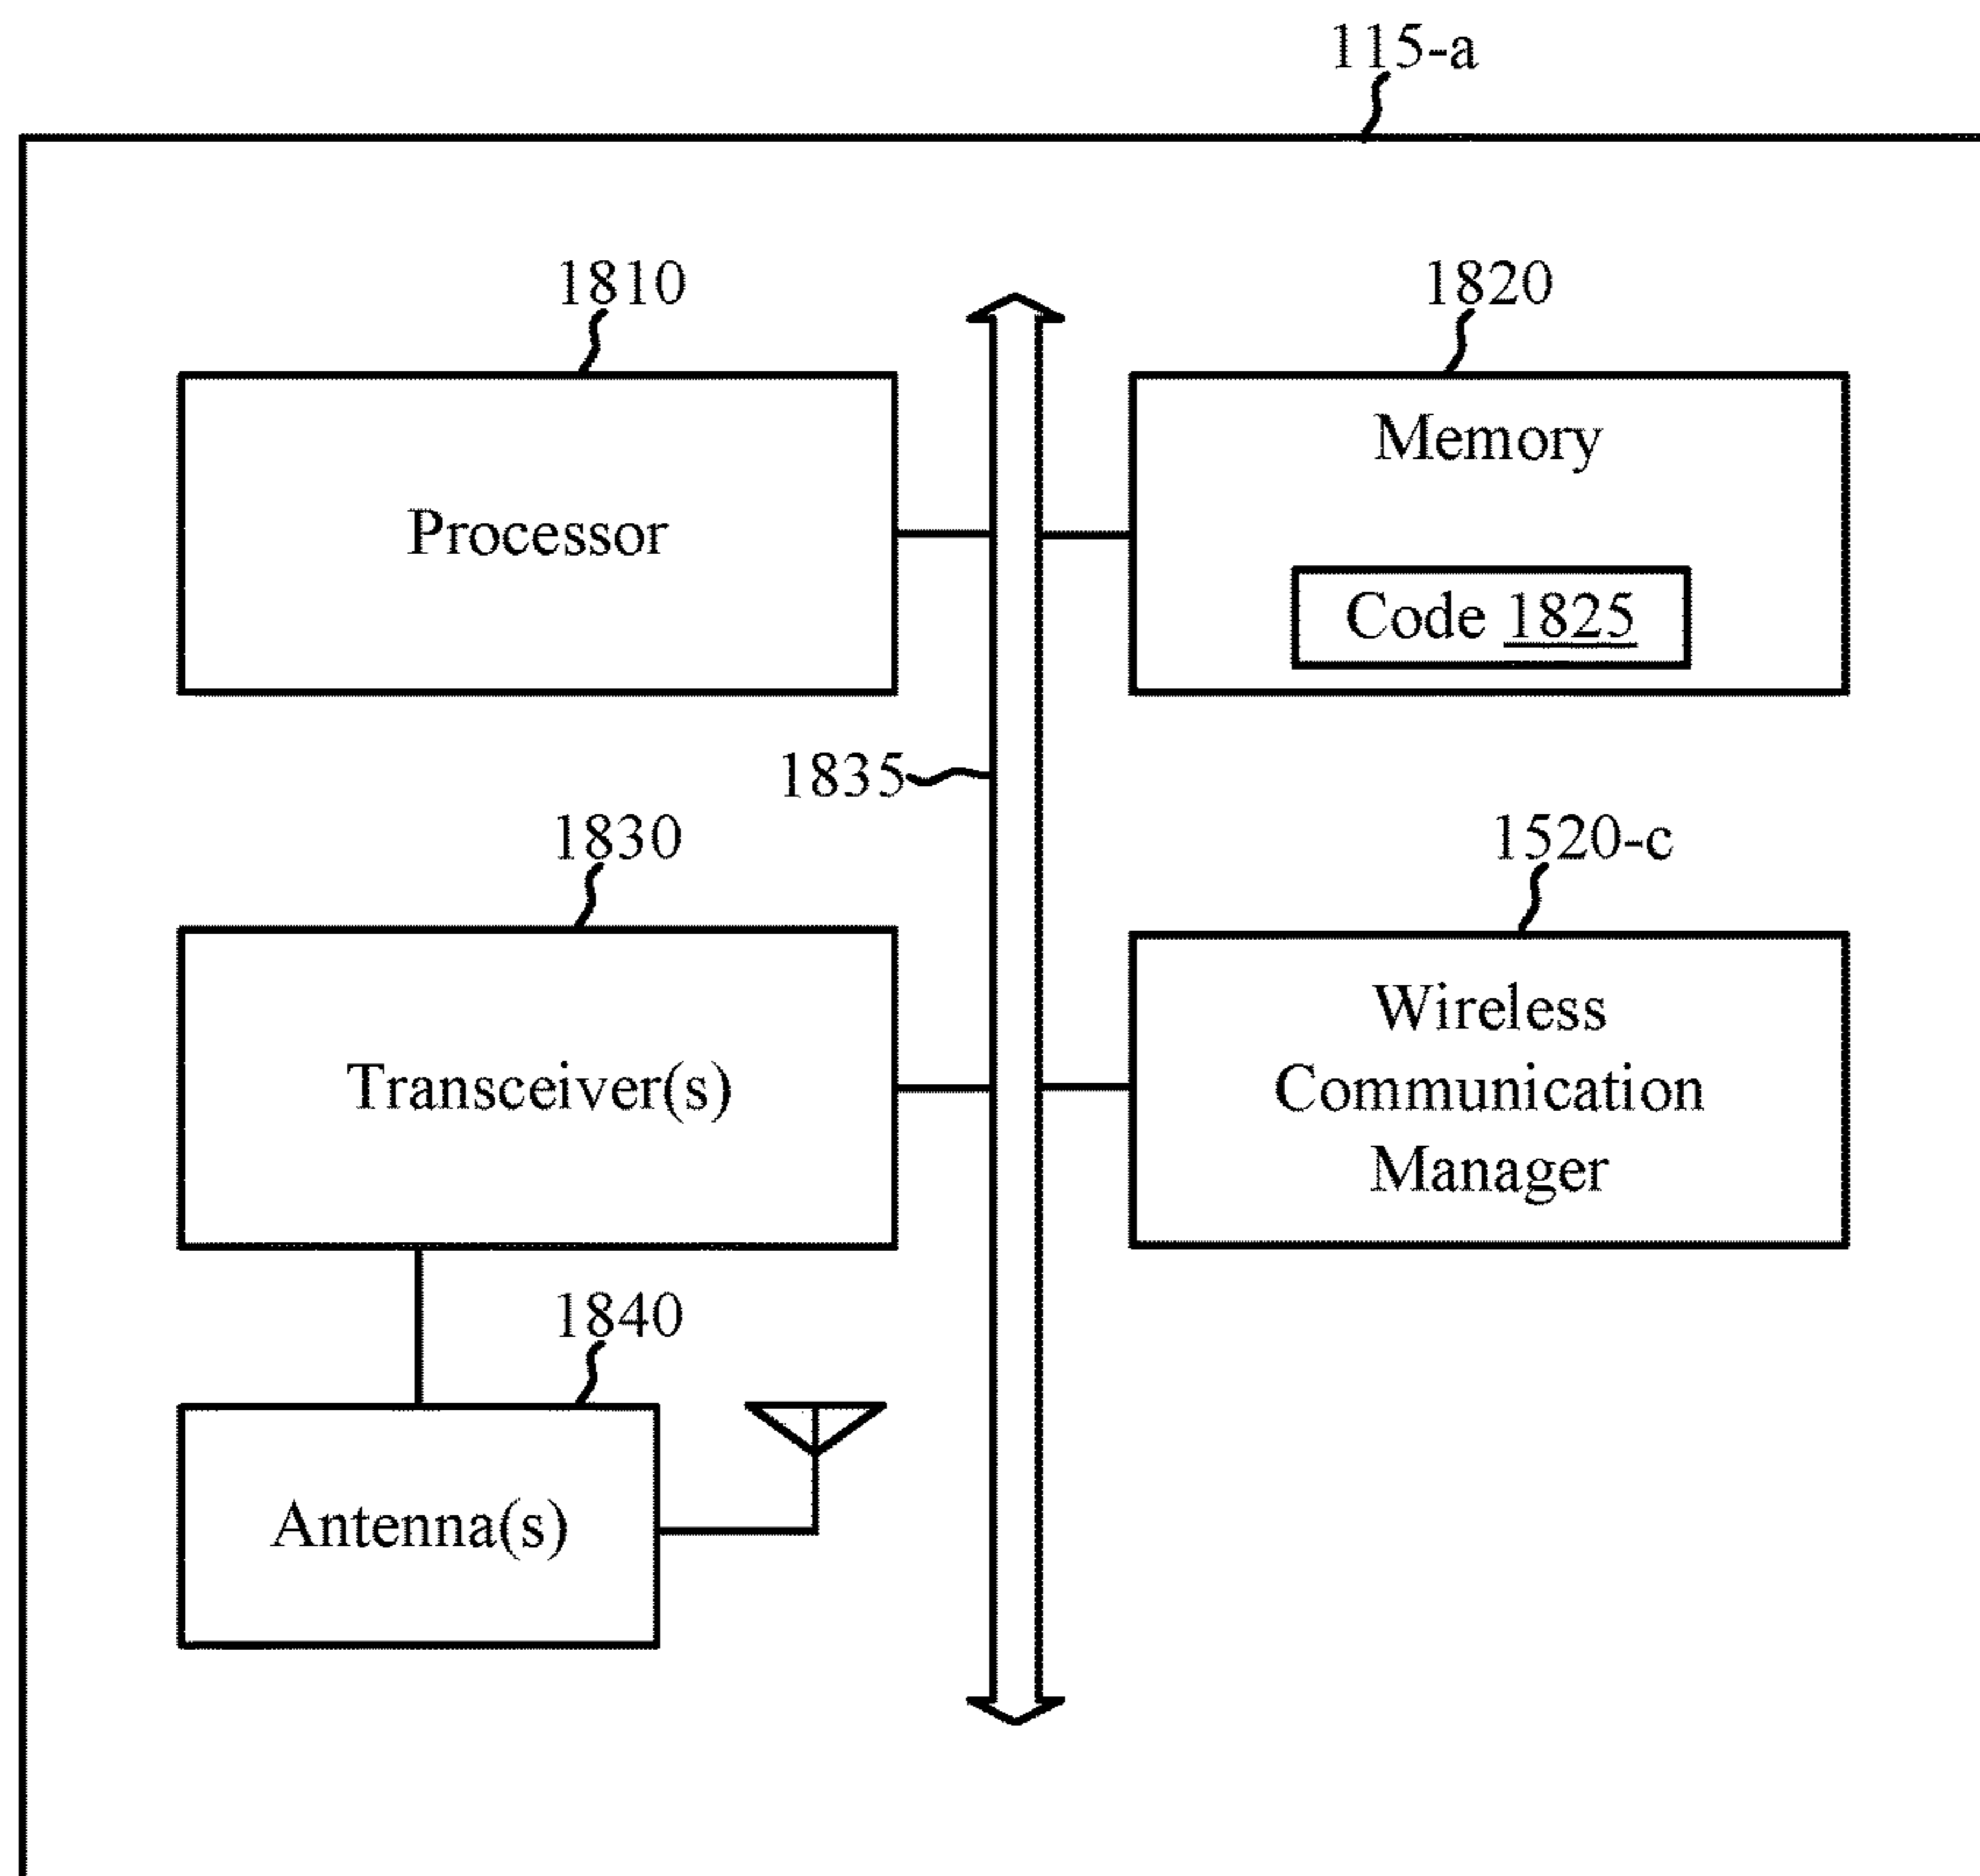 115-a
1810
1820
Processor
Memory
Code 1825
1835
1830
1520-c
Transceiver(s)
Wireless
Communication
Manager
1840
Antenna(s)